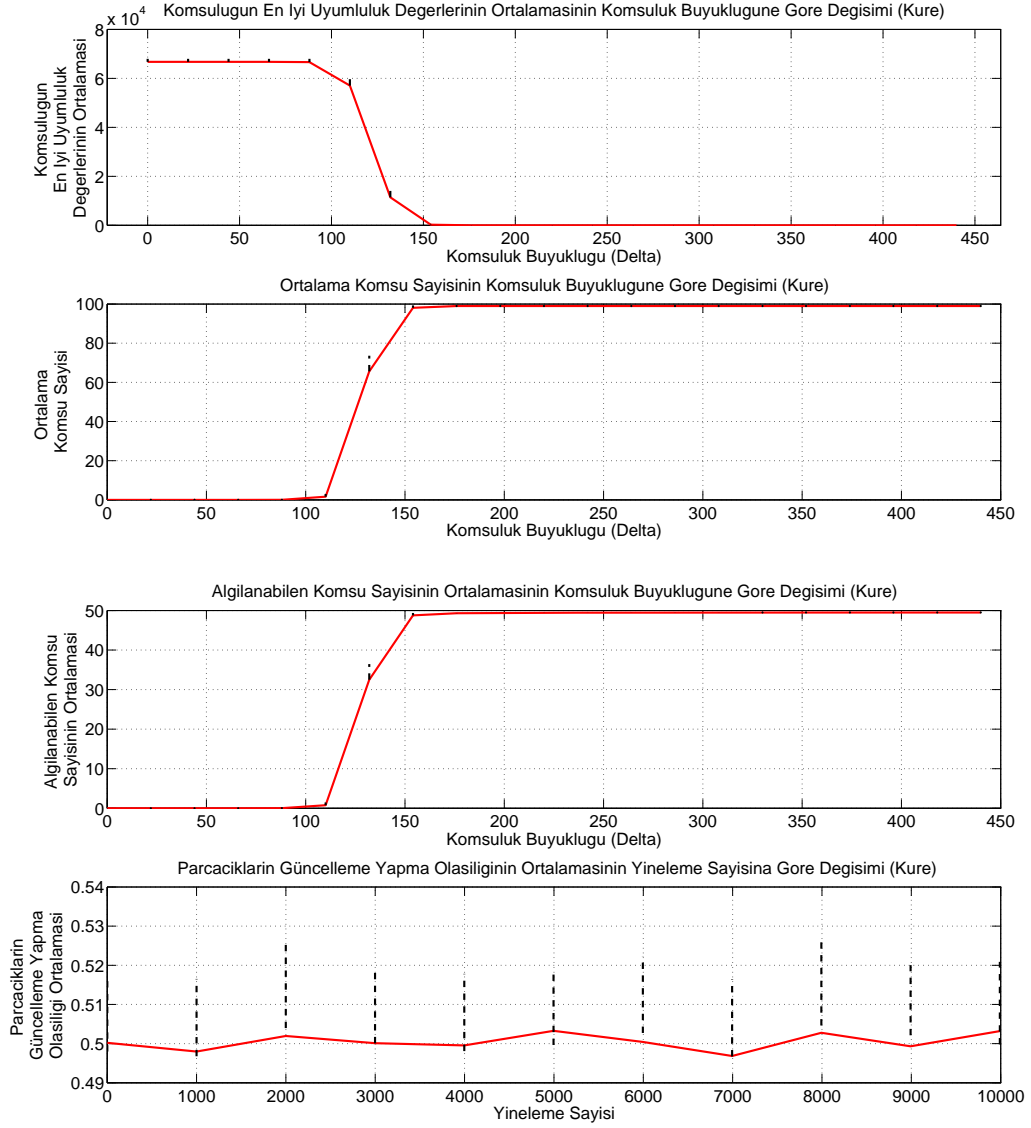 Komsulugun En Iyi Uyumluluk Degerlerinin Ortalamasinin Komsuluk Buyuklugune Gore Degisimi (Kure)
x 10^4
8
6
4
2
0
Komsulugun
En Iyi Uyumluluk
Degerlerinin Ortalamasi
0 50 100 150 200 250 300 350 400 450
Komsuluk Buyuklugu (Delta)
Ortalama Komsu Sayisinin Komsuluk Buyuklugune Gore Degisimi (Kure)
100
80
60
40
20
0
Ortalama
Komsu Sayisi
0 50 100 150 200 250 300 350 400 450
Komsuluk Buyuklugu (Delta)
Algilanabilen Komsu Sayisinin Ortalamasinin Komsuluk Buyuklugune Gore Degisimi (Kure)
50
40
30
20
10
0
Algilanabilen Komsu
Sayisinin Ortalamasi
0 50 100 150 200 250 300 350 400 450
Komsuluk Buyuklugu (Delta)
Parcaciklarin Güncelleme Yapma Olasiliginin Ortalamasinin Yineleme Sayisina Gore Degisimi (Kure)
0.54
0.53
0.52
0.51
0.5
0.49
Parcaciklarin
Güncelleme Yapma
Olasiligi Ortalamasi
0 1000 2000 3000 4000 5000 6000 7000 8000 9000 10000
Yineleme Sayisi